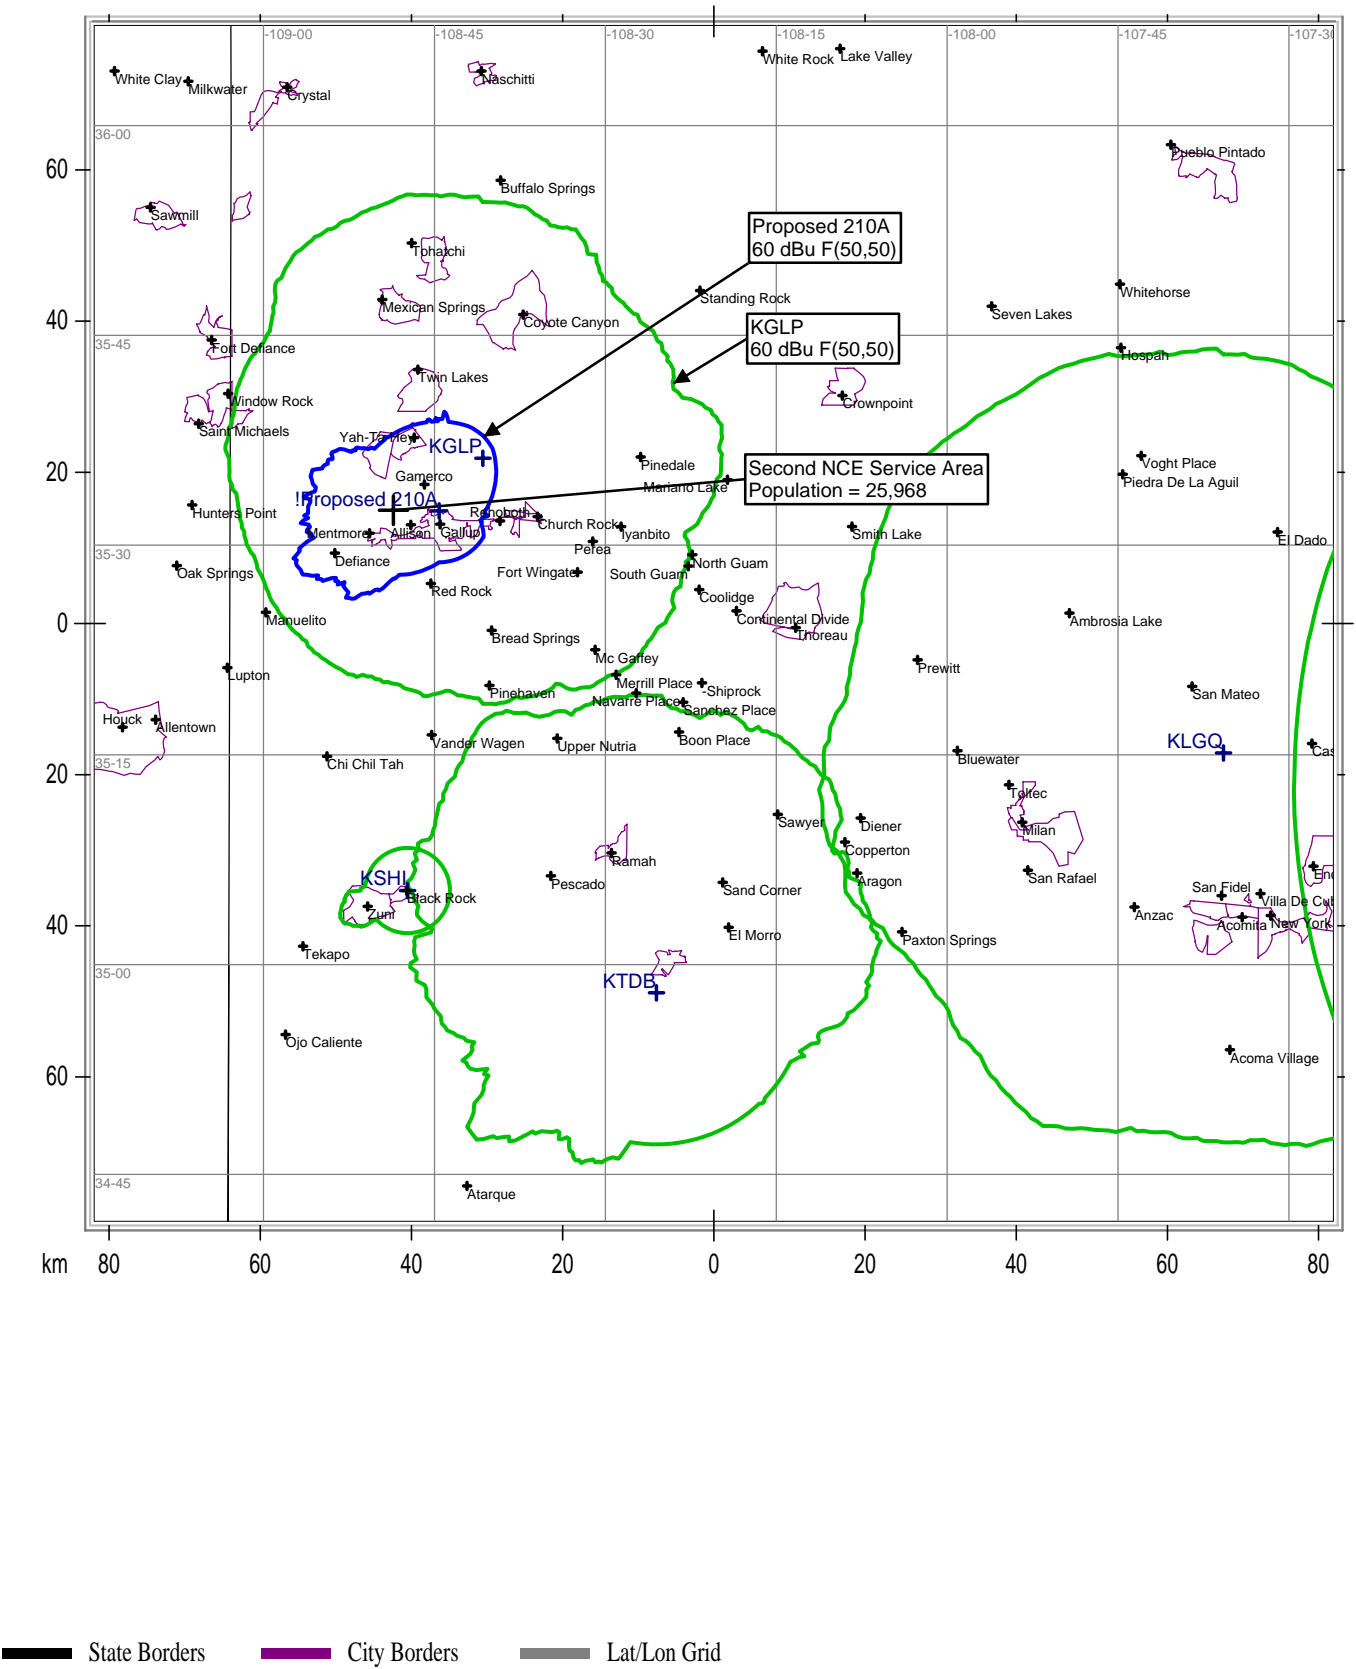 -109-00
-108-45
-108-30
-108-15
-108-00
-107-45
White Rock
Lake Valley
White Clay
Milkwater
Crystal
Naschitti
36-00
Pueblo Pintado
60
Buffalo Springs
Sawmill
Proposed 210A
60 dBu F(50,50)
Tohatchi
Whitehorse
Mexican Springs
Standing Rock
Seven Lakes
Coyote Canyon
40
KGLP
60 dBu F(50,50)
35-45
Fort Defiance
Hospah
Twin Lakes
Window Rock
Crownpoint
Saint Michaels
Yah-Ta-Hey
KGLP
Pinedale
Voght Place
20
Second NCE Service Area
Population = 25,968
Gamerco
Mariano Lake
Piedra De La Aguil
!Proposed 210A
Hunters Point
Rehoboth
Church Rock
Mentmore
Allison
Gallup
Iyanbito
Smith Lake
El Dado
35-30
Perea
Defiance
North Guam
Oak Springs
Fort Wingate
South Guam
Red Rock
Coolidge
Manuelito
0
Continental Divide
Ambrosia Lake
Thoreau
Bread Springs
Mc Gaffey
Prewitt
Lupton
Merrill Place
-Shiprock
San Mateo
Pinehaven
Navarre Place
Sanchez Place
Houck
Allentown
Vander Wagen
Upper Nutria
Boon Place
KLGQ
Chi Chil Tah
35-15
Bluewater
20
Toltec
Sawyer
Diener
Milan
Copperton
Ramah
KSHI
Pescado
Sand Corner
Aragon
San Rafael
San Fidel
Black Rock
Villa De Cub
Zuni
Anzac
Acomita
New York
40
El Morro
Tekapo
Paxton Springs
35-00
KTDB
Ojo Caliente
Acoma Village
60
34-45
Atarque
km
80
60
40
20
0
20
40
60
80
State Borders
City Borders
Lat/Lon Grid